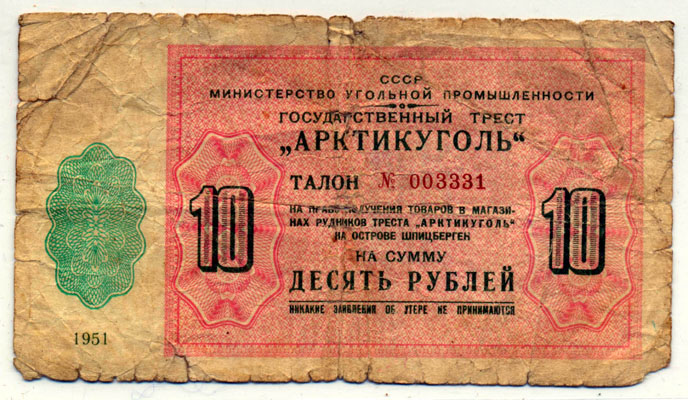 СССР
МИНИСТЕРСТВО УГОЛЬНОЙ ПРОМЫШЛЕННОСТИ
ГОСУДАРСТВЕННЫЙ ТРЕСТ
„АРКТИКУГОЛЬ“
ТАЛОН № 003331
НА ПРАВО ПОЛУЧЕНИЯ ТОВАРОВ В МАГАЗИ-
НАХ РУДНИКОВ ТРЕСТА „АРКТИКУГОЛЬ“
НА ОСТРОВЕ ШПИЦБЕРГЕН
НА СУММУ
ДЕСЯТЬ РУБЛЕЙ
НИКАКИЕ ЗАЯВЛЕНИЯ ОБ УТЕРЕ НЕ ПРИНИМАЮТСЯ
10
10
1951